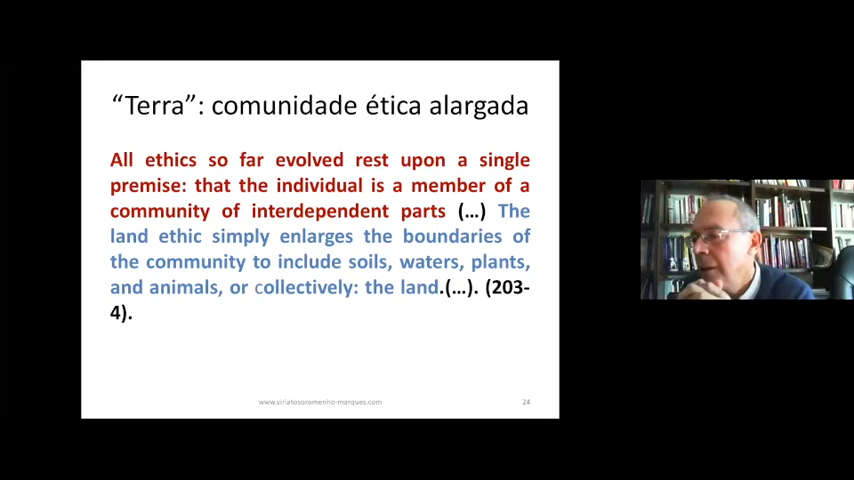 “Terra”: comunidade ética alargada
All ethics so far evolved rest upon a single
premise: that the individual is a member of a
community of interdependent parts (…) The
land ethic simply enlarges the boundaries of
the community to include soils, waters, plants,
and animals, or collectively: the land.(…). (203-
4).
www.viriatosoromenho-marques.com
24